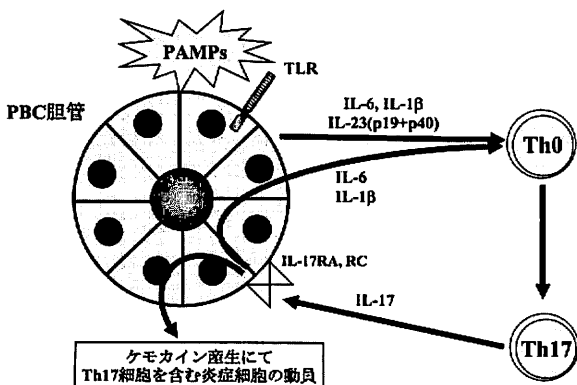 PAMPs
TLR
PBC胆管
IL-6, IL-1β
IL-23(p19+p40)
Th0
IL-6
IL-1β
IL-17RA, RC
IL-17
Th17
ケモカイン産生にて
Th17細胞を含む炎症細胞の動員